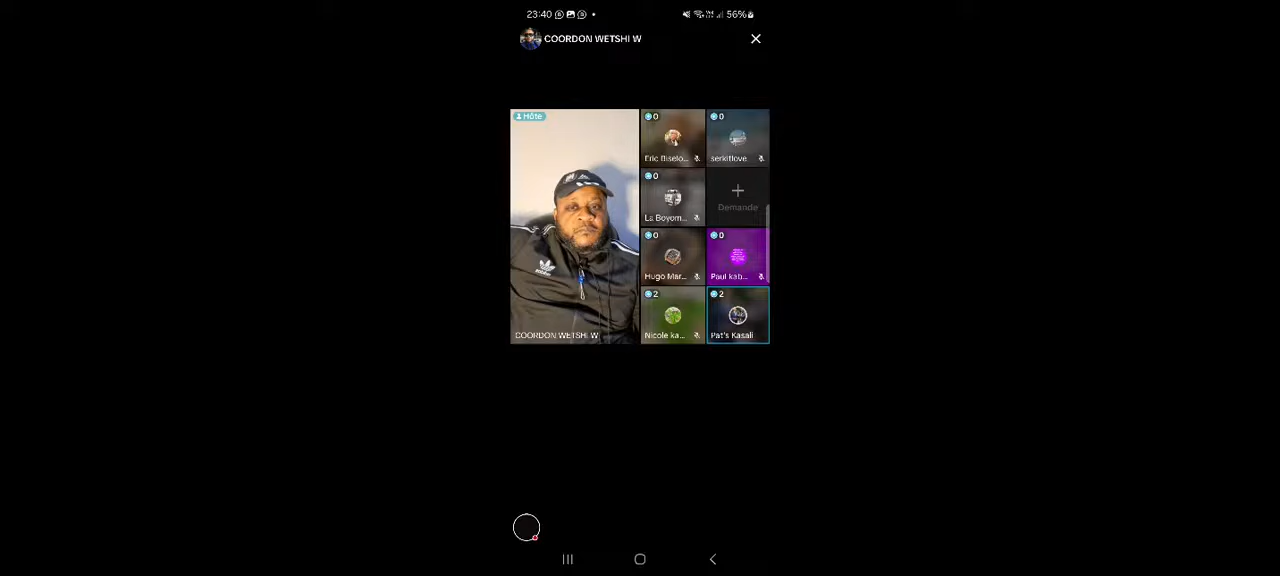 23:40 56%
COORDON WETSHI W
Hôte
0
0
Eric Biselo...
serkitlove
0
La Boyom...
Demande
0
0
Hugo Mar...
Paul kab...
2
2
Nicole ka...
Pat's Kasali
COORDON WETSHI W
adidas